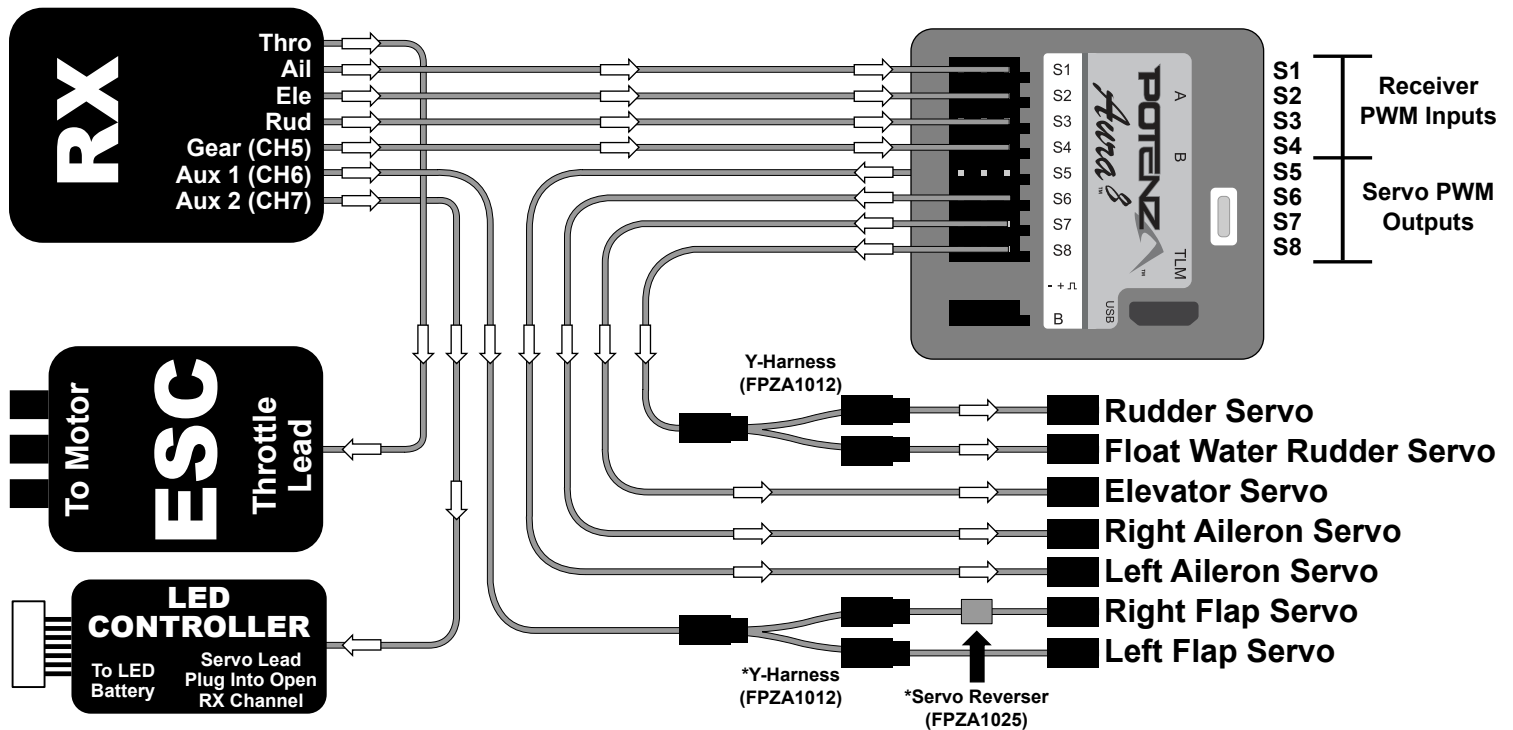 RX
Thro
Ail
Ele
Rud
Gear (CH5)
Aux 1 (CH6)
Aux 2 (CH7)
S1
S2
S3
S4
S5
S6
S7
S8
- + ⎍
B
POTENZA™
Aura 8™
A
B
TLM
USB
S1
S2
S3
S4
S5
S6
S7
S8
Receiver
PWM Inputs
Servo PWM
Outputs
To Motor
ESC
Throttle
Lead
LED
CONTROLLER
To LED
Battery
Servo Lead
Plug Into Open
RX Channel
Y-Harness
(FPZA1012)
Rudder Servo
Float Water Rudder Servo
Elevator Servo
Right Aileron Servo
Left Aileron Servo
Right Flap Servo
Left Flap Servo
*Y-Harness
(FPZA1012)
*Servo Reverser
(FPZA1025)